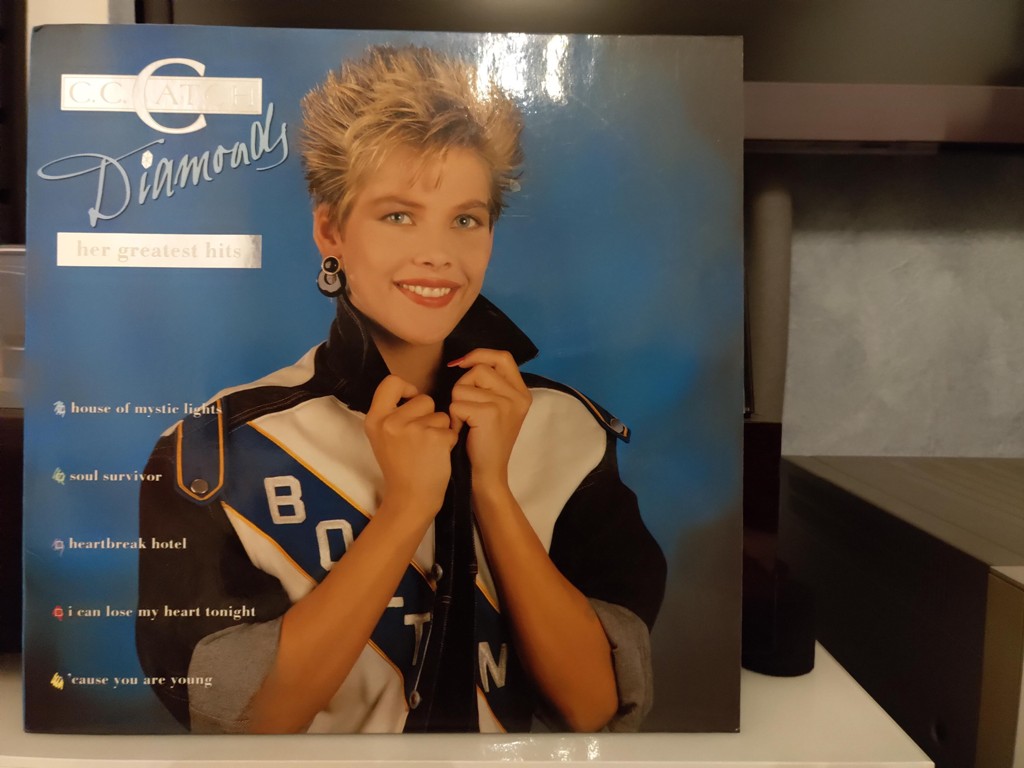 C.C. CATCH
Diamonds
her greatest hits
house of mystic lights
soul survivor
heartbreak hotel
i can lose my heart tonight
'cause you are young
BO
T
N